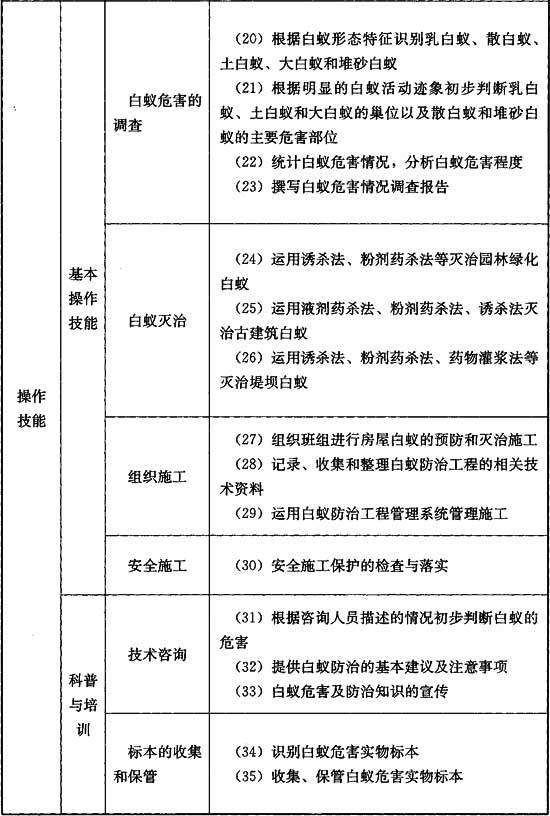 操作
技能
基本
操作
技能
白蚁危害的
调查
（20）根据白蚁形态特征识别乳白蚁、散白蚁、
土白蚁、大白蚁和堆砂白蚁
（21）根据明显的白蚁活动迹象初步判断乳白
蚁、土白蚁和大白蚁的巢位以及散白蚁和堆砂白
蚁的主要危害部位
（22）统计白蚁危害情况，分析白蚁危害程度
（23）撰写白蚁危害情况调查报告
白蚁灭治
（24）运用诱杀法、粉剂药杀法等灭治园林绿化
白蚁
（25）运用液剂药杀法、粉剂药杀法、诱杀法灭
治古建筑白蚁
（26）运用诱杀法、粉剂药杀法、药物灌浆法等
灭治堤坝白蚁
组织施工
（27）组织班组进行房屋白蚁的预防和灭治施工
（28）记录、收集和整理白蚁防治工程的相关技
术资料
（29）运用白蚁防治工程管理系统管理施工
安全施工
（30）安全施工保护的检查与落实
科普
与培
训
技术咨询
（31）根据咨询人员描述的情况初步判断白蚁的
危害
（32）提供白蚁防治的基本建议及注意事项
（33）白蚁危害及防治知识的宣传
标本的收集
和保管
（34）识别白蚁危害实物标本
（35）收集、保管白蚁危害实物标本